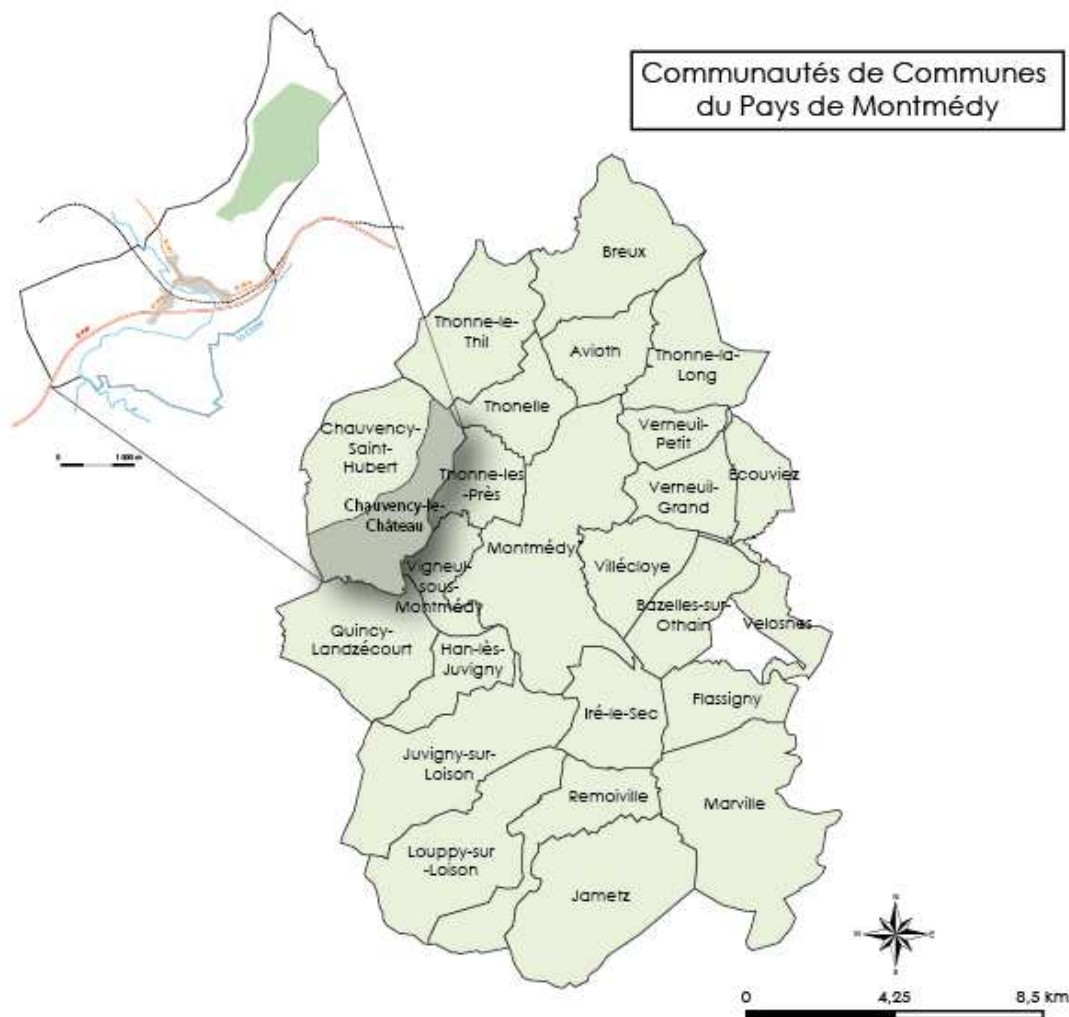 Communautés de Communes
du Pays de Montmédy
Breux
Thonne-le-
Thil
Avioth
Thonne-la-
Long
Thonelle
Chauvency-
Saint-
Hubert
Verneuil-
Petit
Écouviez
Thonne-les
-Près
Verneuil-
Grand
Chauvency-le-
Château
Montmédy
Villécloye
Vigneul-
sous-
Montmédy
Bazelles-sur-
Othain
Velosnes
Quincy-
Landzécourt
Han-lès-
Juvigny
Flassigny
Iré-le-Sec
Juvigny-sur-
Loison
Remoiville
Marville
Louppy-sur
-Loison
Jametz
0 4,25 8,5 km